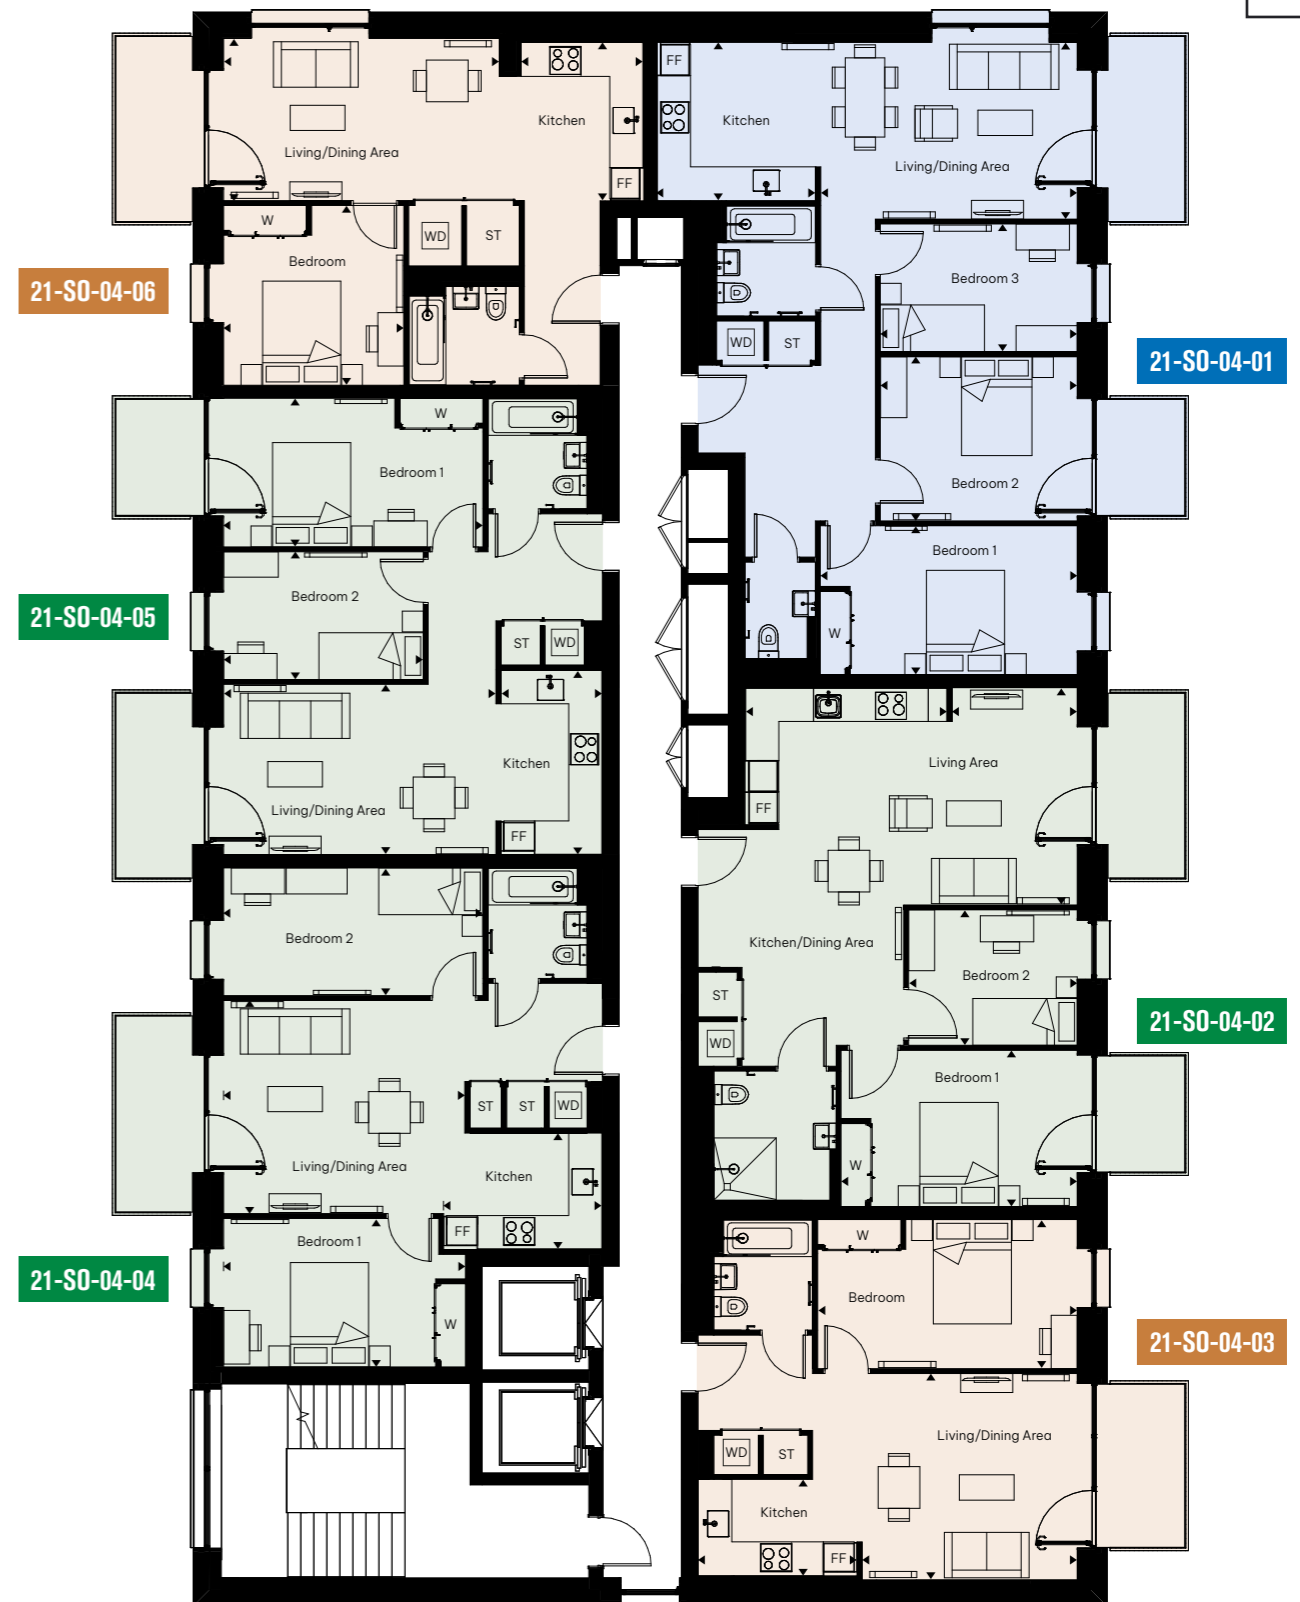 Living/Dining Area
Kitchen
FF
W
WD
ST
Bedroom
21-SO-04-06
FF
Kitchen
Living/Dining Area
Bedroom 3
WD
ST
Bedroom 2
Bedroom 1
W
21-SO-04-01
W
Bedroom 1
Bedroom 2
ST
WD
Kitchen
Living/Dining Area
FF
21-SO-04-05
Living Area
FF
Kitchen/Dining Area
Bedroom 2
ST
WD
Bedroom 1
W
21-SO-04-02
Bedroom 2
ST
ST
WD
Living/Dining Area
Kitchen
FF
Bedroom 1
W
21-SO-04-04
W
Bedroom
WD
ST
Living/Dining Area
Kitchen
FF
21-SO-04-03